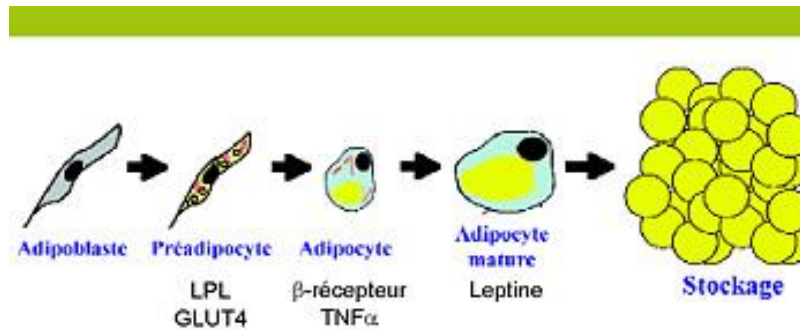 Adipoblaste
Préadipocyte
LPL
GLUT4
Adipocyte
β-récepteur
TNFα
Adipocyte
mature
Leptine
Stockage